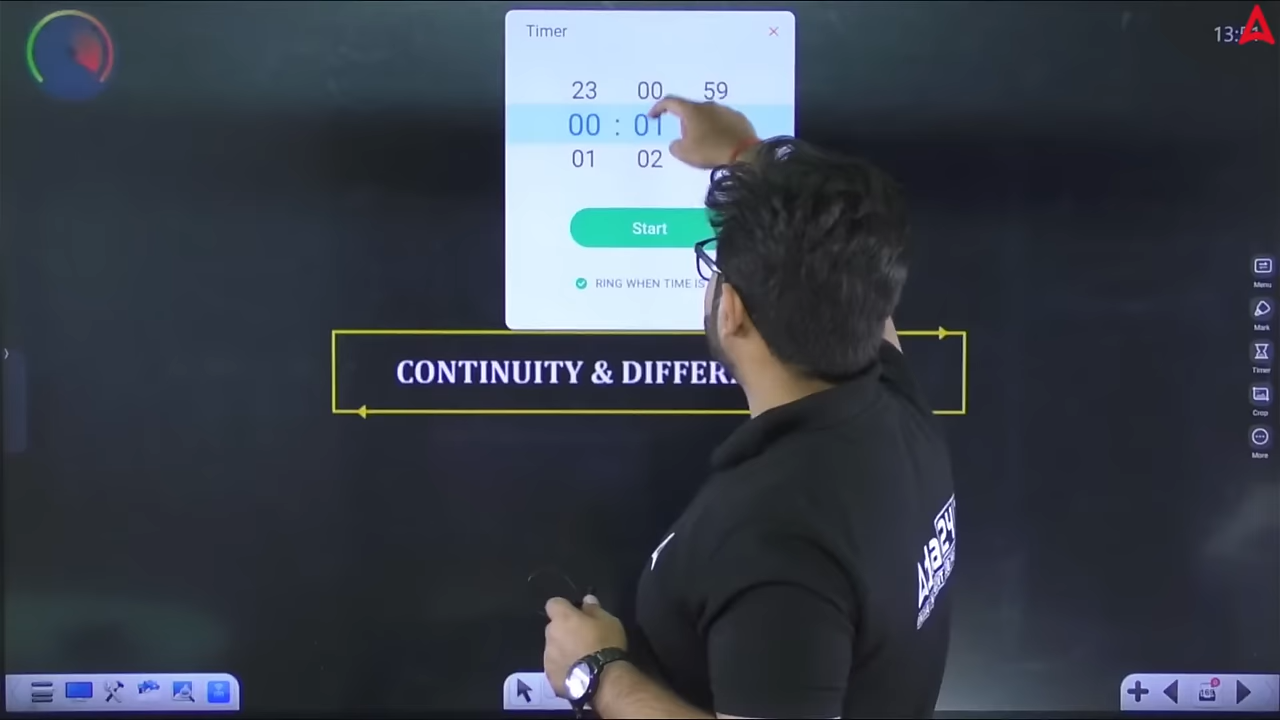 Timer
23 00 59
00 : 01
01 02
Start
RING WHEN TIME IS
CONTINUITY & DIFFER
Menu
Mark
Timer
Crop
More
Ada24